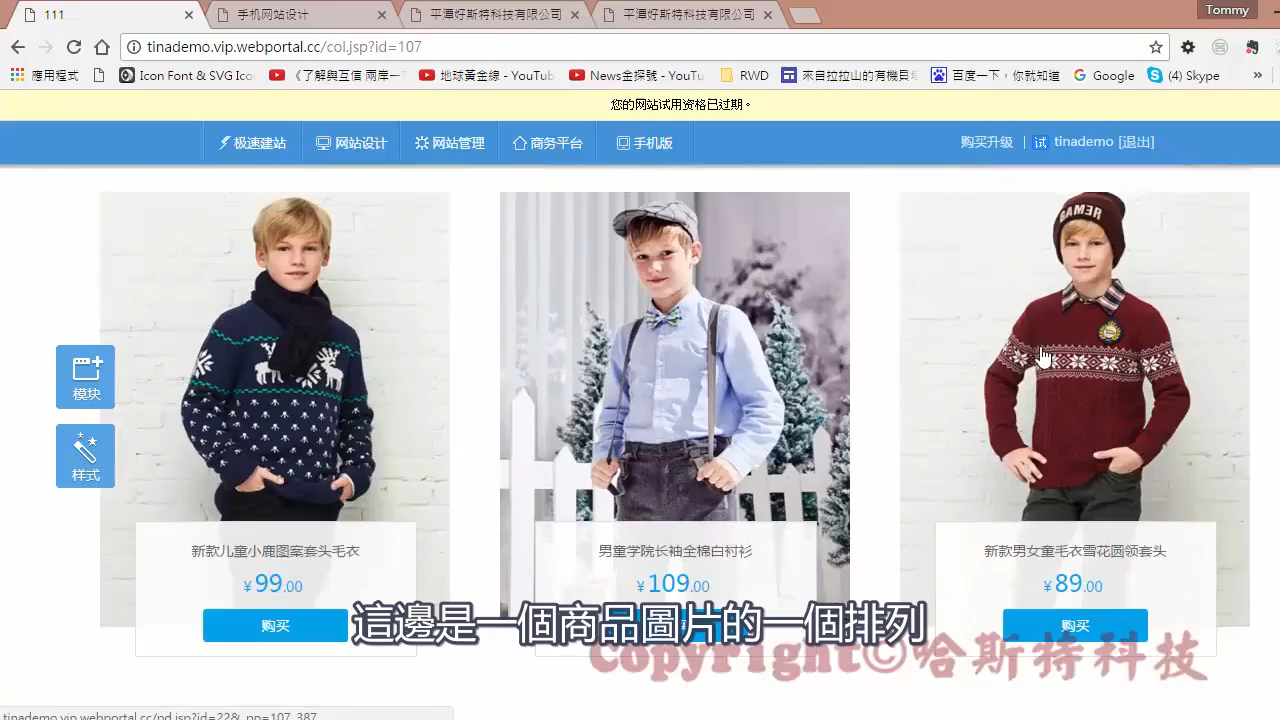 111
手机网站设计
平潭好斯特科技有限公司
平潭好斯特科技有限公司
Tommy
tinademo.vip.webportal.cc/col.jsp?id=107
應用程式
Icon Font & SVG Ico
《了解與互信 兩岸一
地球黃金線 - YouTub
News金探號 - YouTu
RWD
來自拉拉山的有機日
百度一下，你就知道
Google
(4) Skype
»
您的网站试用资格已过期。
极速建站
网站设计
网站管理
商务平台
手机版
购买升级 | 试 tinademo [退出]
GAM3R
模块
样式
新款儿童小鹿图案套头毛衣
¥99.00
购买
男童学院长袖全棉白衬衫
¥109.00
新款男女童毛衣雪花圆领套头
¥89.00
购买
這邊是一個商品圖片的一個排列
Copyright©哈斯特科技
tinademo.vip.webportal.cc/pd.jsp?id=22&_pp=107_387